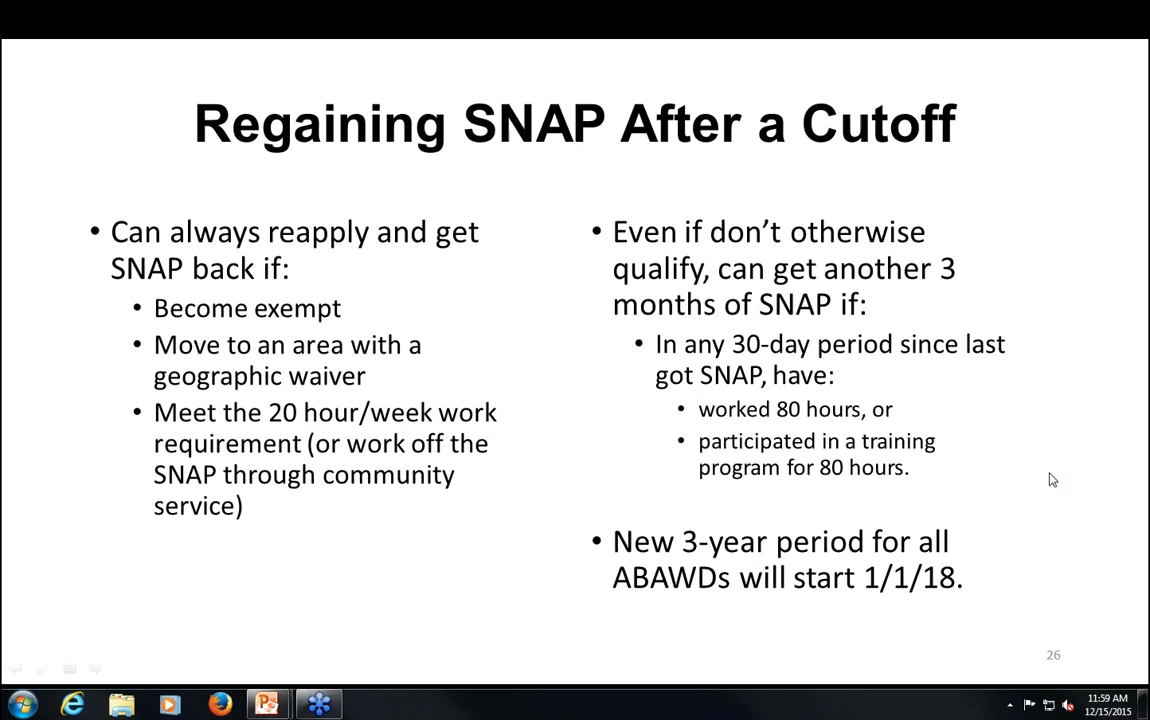 Regaining SNAP After a Cutoff
• Can always reapply and get
SNAP back if:
• Become exempt
• Move to an area with a
geographic waiver
• Meet the 20 hour/week work
requirement (or work off the
SNAP through community
service)
• Even if don’t otherwise
qualify, can get another 3
months of SNAP if:
• In any 30-day period since last
got SNAP, have:
• worked 80 hours, or
• participated in a training
program for 80 hours.
• New 3-year period for all
ABAWDs will start 1/1/18.
26
11:59 AM
12/15/2015